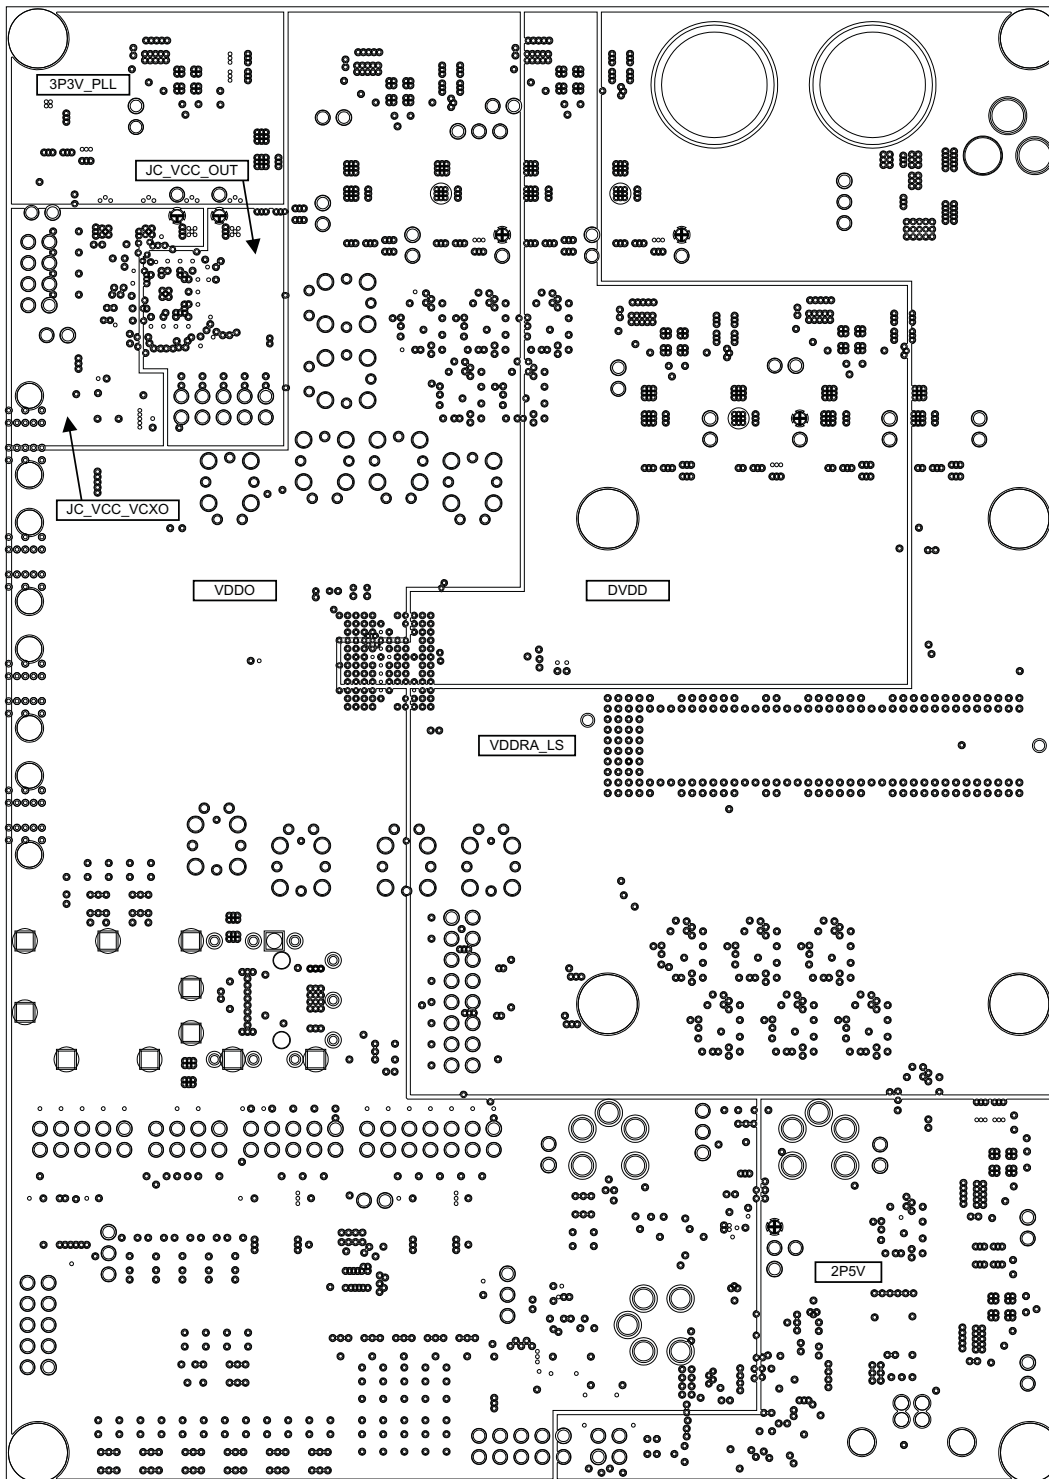 3P3V_PLL
JC_VCC_OUT
JC_VCC_VCXO
VDDO
DVDD
VDDRA_LS
2P5V